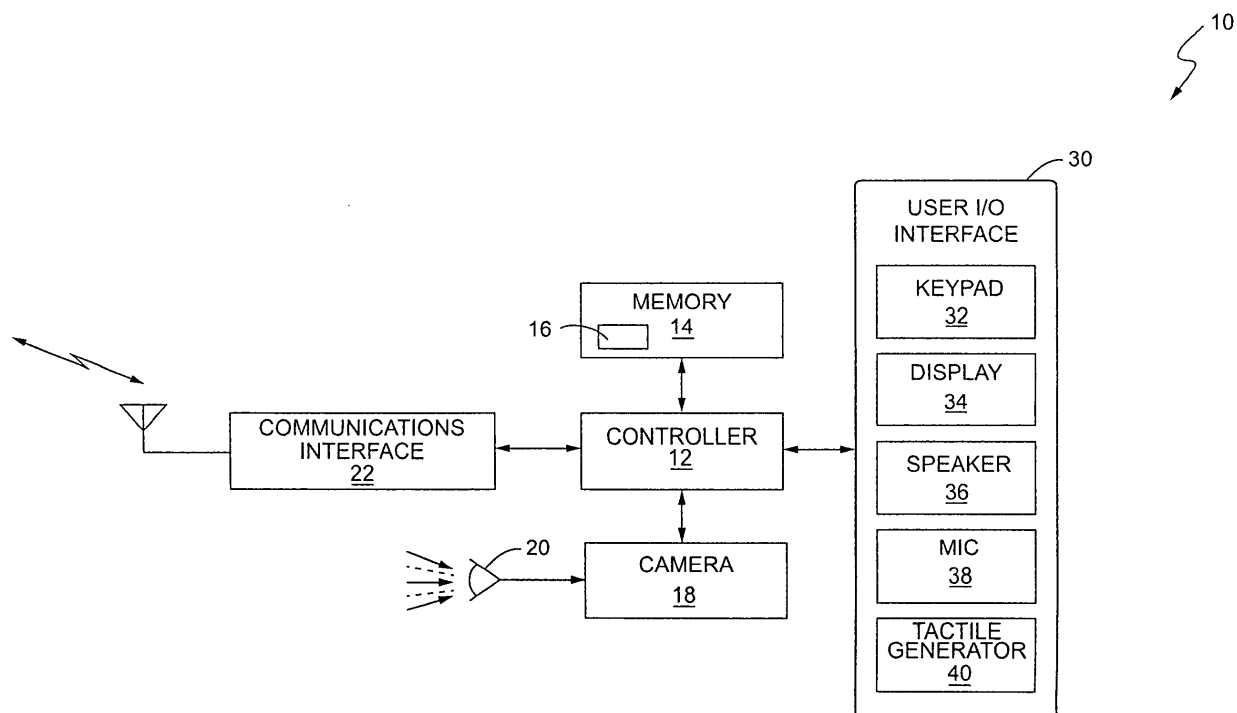 10
30
USER I/O
INTERFACE
KEYPAD
32
MEMORY
16
14
DISPLAY
34
COMMUNICATIONS
INTERFACE
22
CONTROLLER
12
SPEAKER
36
20
CAMERA
18
MIC
38
TACTILE
GENERATOR
40